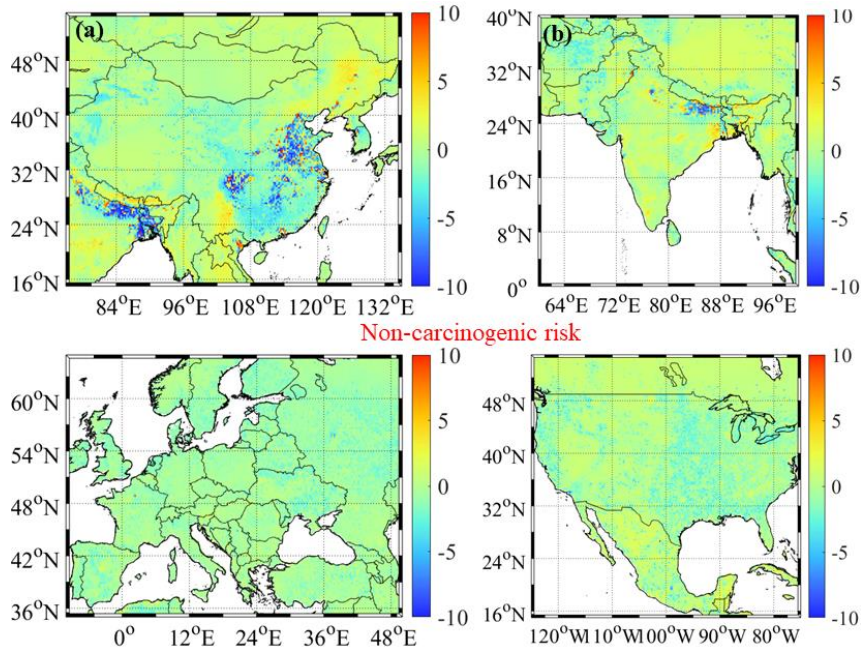 (a)
10
5
0
-5
-10
48°N
40°N
32°N
24°N
16°N
84°E 96°E 108°E 120°E 132°E
(b)
40°N
32°N
24°N
16°N
8°N
0°
64°E 72°E 80°E 88°E 96°E
10
5
0
-5
-10
Non-carcinogenic risk
60°N
54°N
48°N
42°N
36°N
0° 12°E 24°E 36°E 48°E
10
5
0
-5
-10
48°N
40°N
32°N
24°N
16°N
120°W 110°W 100°W 90°W 80°W
10
5
0
-5
-10